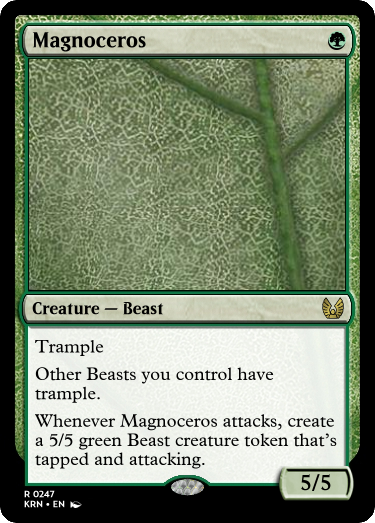 Magnoceros
Creature — Beast
Trample
Other Beasts you control have
trample.
Whenever Magnoceros attacks, create
a 5/5 green Beast creature token that's
tapped and attacking.
5/5
R 0247
KRN • EN